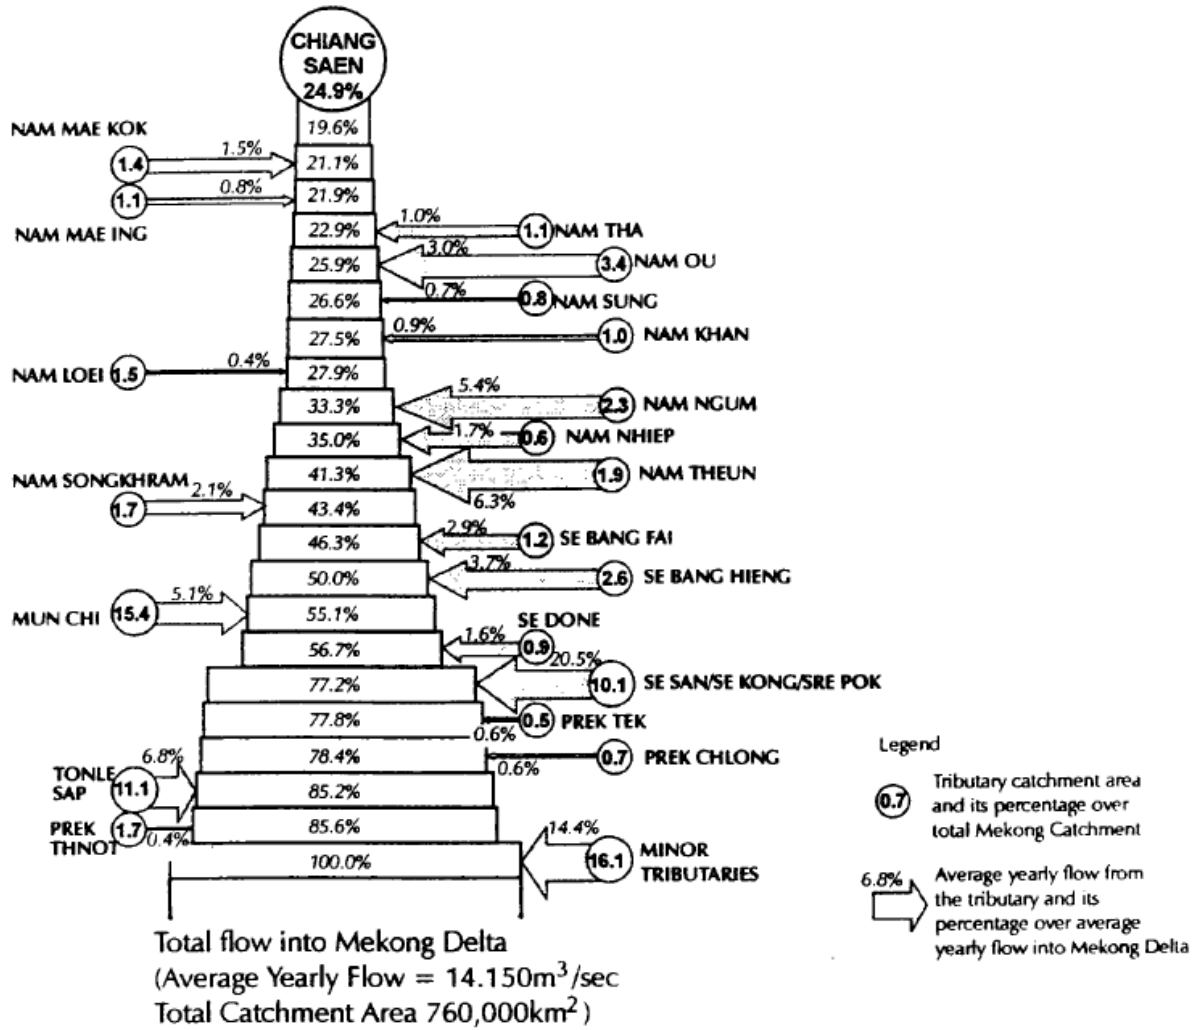 CHIANG
SAEN
24.9%
19.6%
NAM MAE KOK
1.4
1.5%
21.1%
1.1
0.8%
21.9%
NAM MAE ING
22.9%
1.0%
1.1
NAM THA
25.9%
3.0%
3.4
NAM OU
26.6%
0.7%
0.8
NAM SUNG
27.5%
0.9%
1.0
NAM KHAN
NAM LOEI
1.5
0.4%
27.9%
33.3%
5.4%
2.3
NAM NGUM
35.0%
1.7%
0.6
NAM NHIEP
41.3%
6.3%
1.9
NAM THEUN
NAM SONGKHRAM
1.7
2.1%
43.4%
46.3%
2.9%
1.2
SE BANG FAI
50.0%
3.7%
2.6
SE BANG HIENG
MUN CHI
15.4
5.1%
55.1%
56.7%
1.6%
0.9
SE DONE
77.2%
20.5%
10.1
SE SAN/SE KONG/SRE POK
77.8%
0.6%
0.5
PREK TEK
78.4%
0.6%
0.7
PREK CHLONG
TONLE
SAP
11.1
6.8%
85.2%
PREK
THNOT
1.7
0.4%
85.6%
100.0%
14.4%
16.1
MINOR
TRIBUTARIES
Total flow into Mekong Delta
(Average Yearly Flow = 14.150m³/sec
Total Catchment Area 760,000km²)
Legend
0.7
Tributary catchment area
and its percentage over
total Mekong Catchment
6.8%
Average yearly flow from
the tributary and its
percentage over average
yearly flow into Mekong Delta